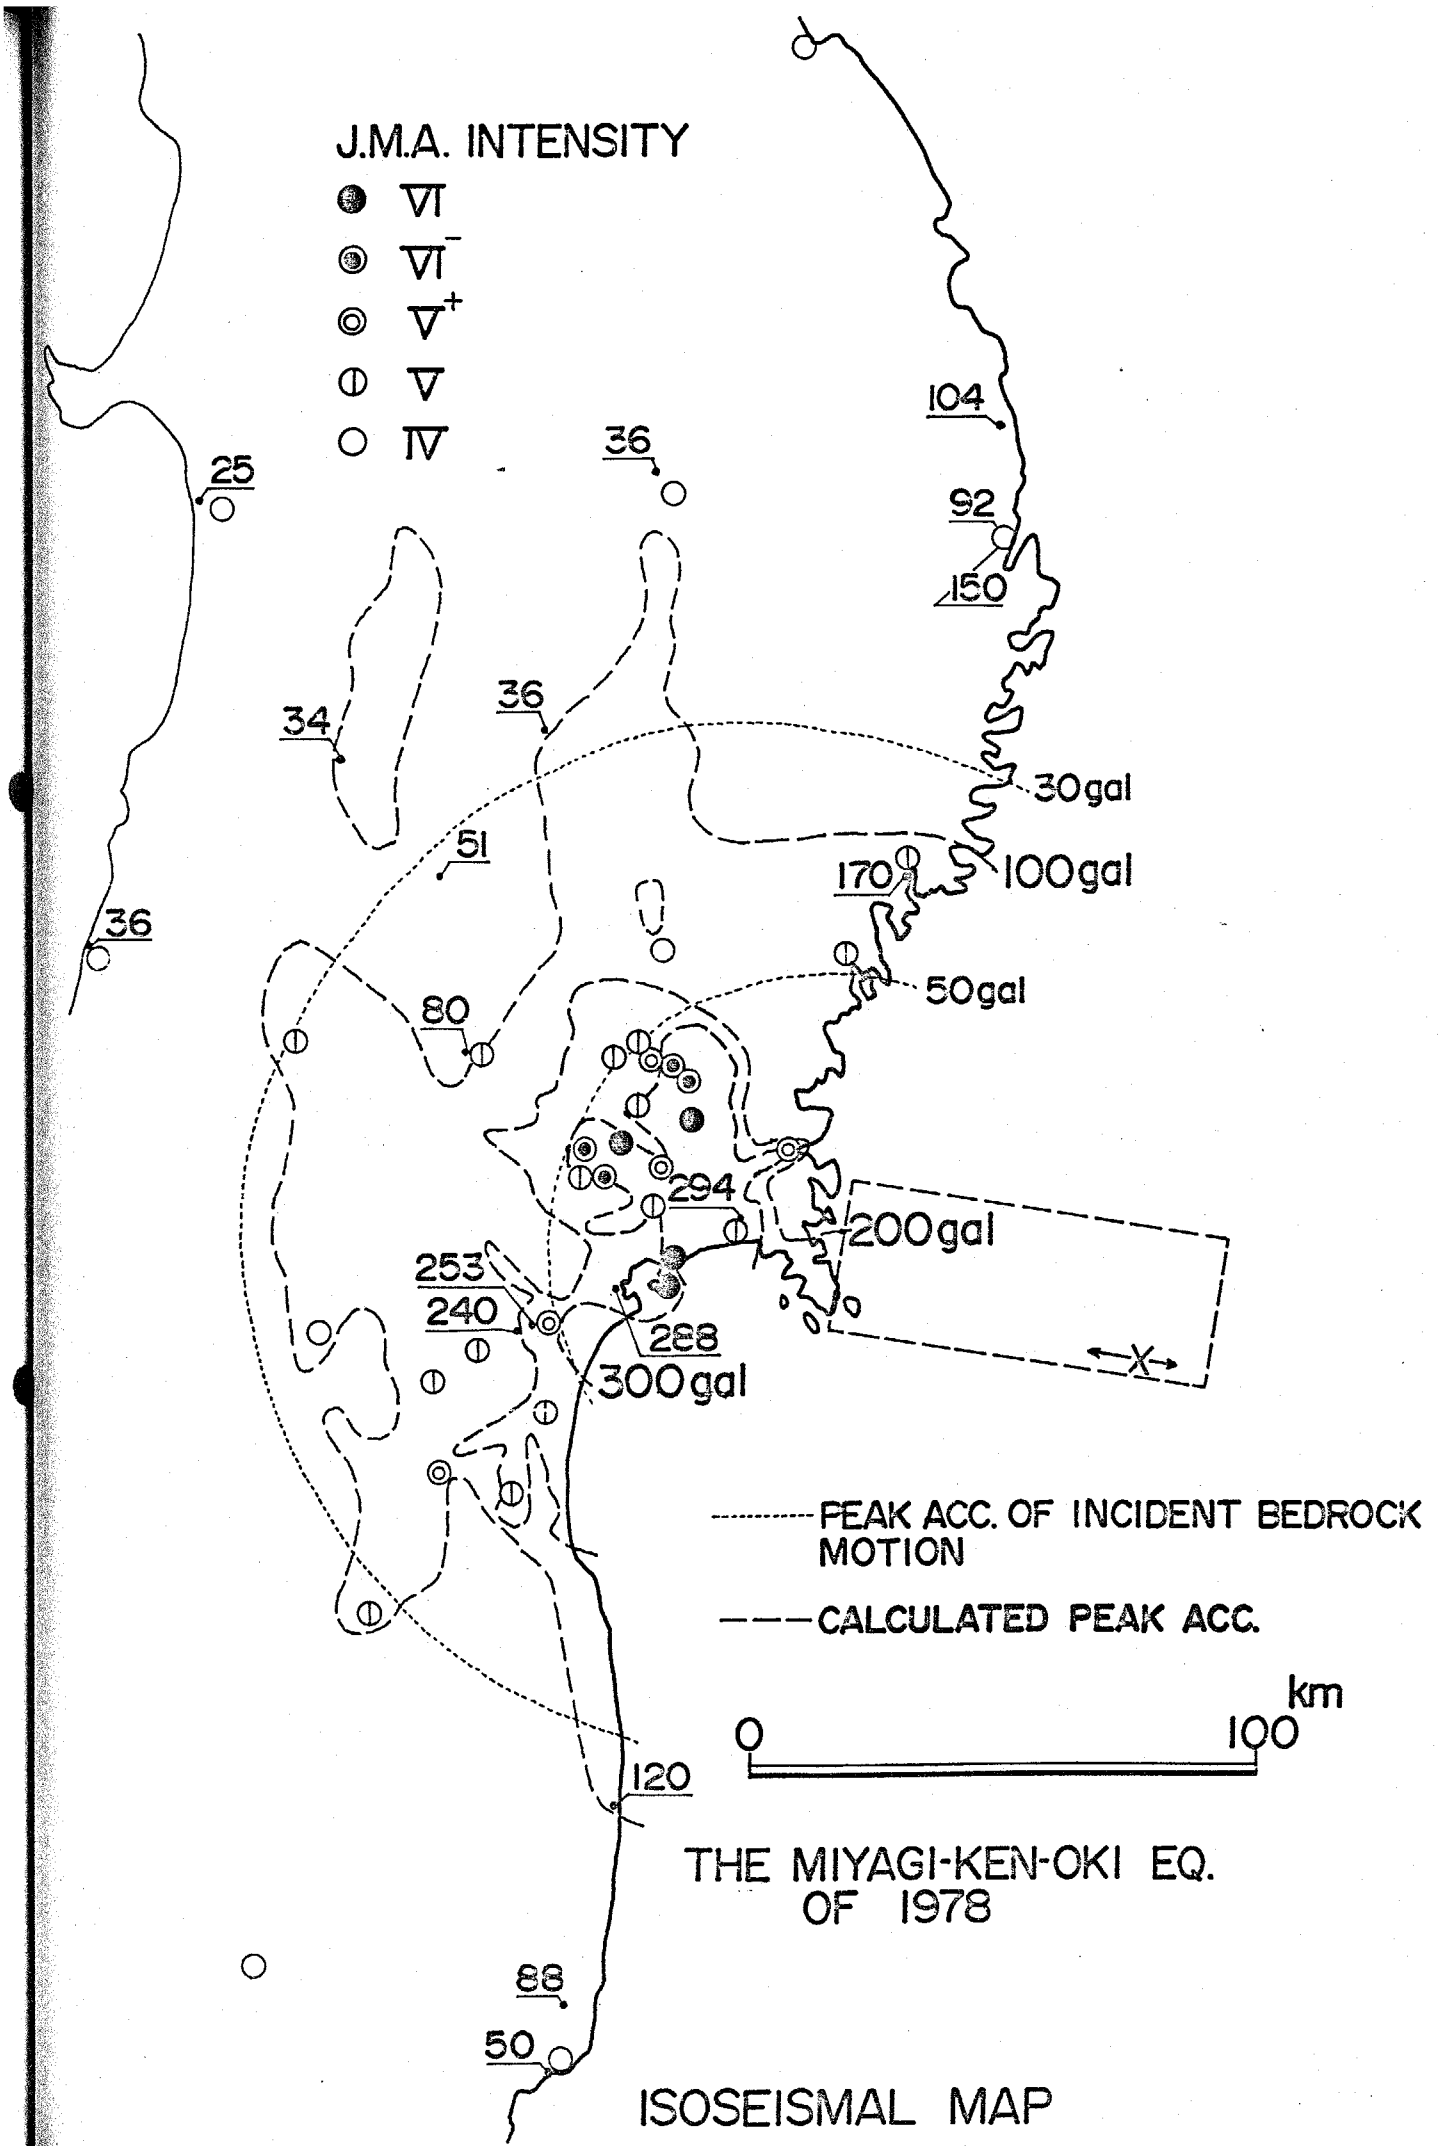 J.M.A. INTENSITY
VI
VI⁻
V⁺
V
IV
104
36
25
92
150
36
34
30gal
51
170
100gal
36
50gal
80
294
200gal
253
240
288
300gal
X
PEAK ACC. OF INCIDENT BEDROCK
MOTION
CALCULATED PEAK ACC.
km
0 100
120
THE MIYAGI-KEN-OKI EQ.
OF 1978
88
50
ISOSEISMAL MAP